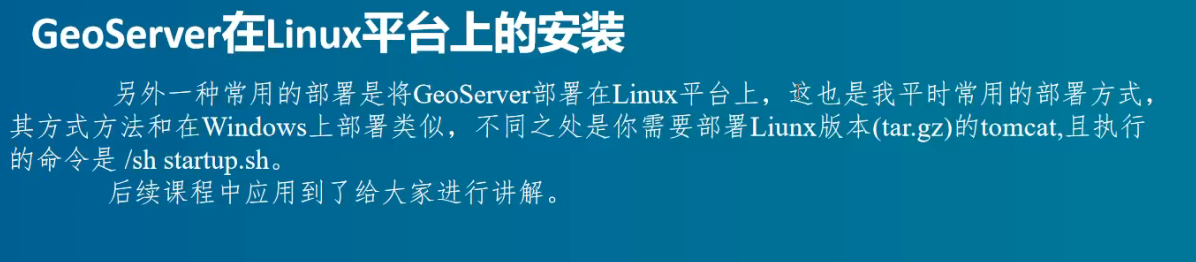 GeoServer在Linux平台上的安装
另外一种常用的部署是将GeoServer部署在Linux平台上，这也是我平时常用的部署方式，
其方式方法和在Windows上部署类似，不同之处是你需要部署Liunx版本(tar.gz)的tomcat,且执行
的命令是 /sh startup.sh。
后续课程中应用到了给大家进行讲解。